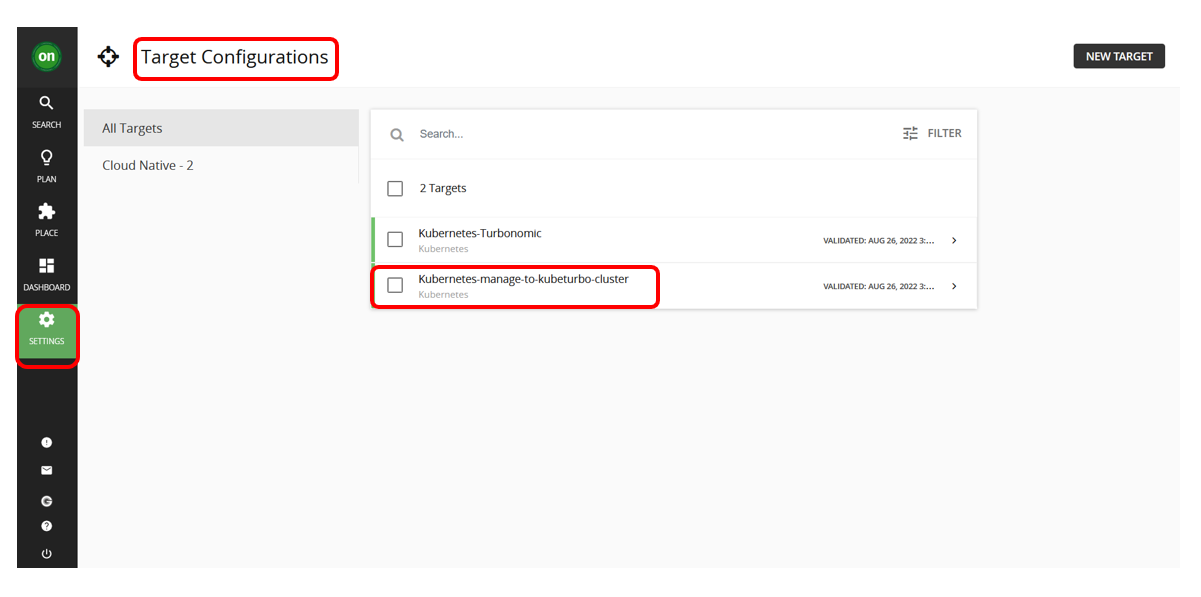 on
Target Configurations
NEW TARGET
SEARCH
PLAN
PLACE
DASHBOARD
SETTINGS
All Targets
Cloud Native - 2
Search...
FILTER
2 Targets
Kubernetes-Turbonomic
Kubernetes
VALIDATED: AUG 26, 2022 3:...
Kubernetes-manage-to-kubeturbo-cluster
Kubernetes
VALIDATED: AUG 26, 2022 3:...